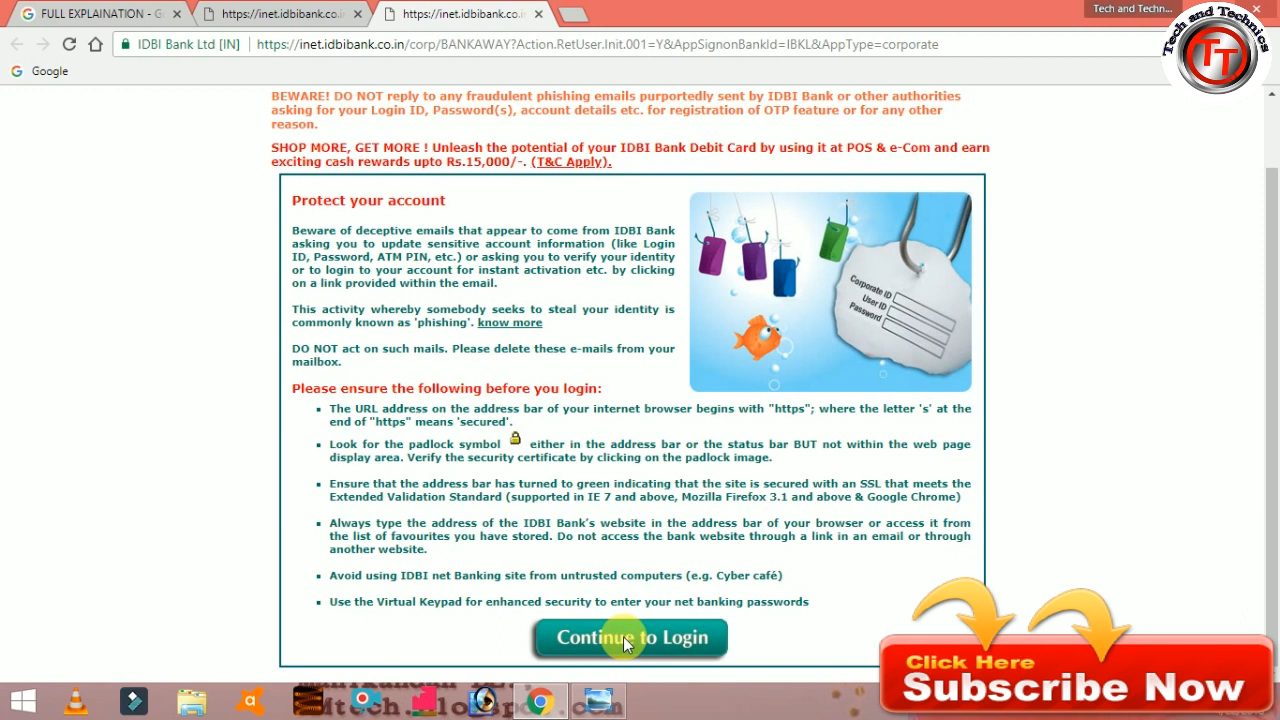 FULL EXPLAINATION - G
https://inet.idbibank.co.in
https://inet.idbibank.co.in
Tech and Techn...
Tech and Technics
TT
IDBI Bank Ltd [IN]
https://inet.idbibank.co.in/corp/BANKAWAYAction.RetUser.Init.001=Y&AppSignonBankId=IBKL&AppType=corporate
Google
BEWARE! DO NOT reply to any fraudulent phishing emails purportedly sent by IDBI Bank or other authorities
asking for your Login ID, Password(s), account details etc. for registration of OTP feature or for any other
reason.
SHOP MORE, GET MORE ! Unleash the potential of your IDBI Bank Debit Card by using it at POS & e-Com and earn
exciting cash rewards upto Rs.15,000/-. (T&C Apply).
Protect your account
Beware of deceptive emails that appear to come from IDBI Bank
asking you to update sensitive account information (like Login
ID, Password, ATM PIN, etc.) or asking you to verify your identity
or to login to your account for instant activation etc. by clicking
on a link provided within the email.
This activity whereby somebody seeks to steal your identity is
commonly known as 'phishing'. know more
DO NOT act on such mails. Please delete these e-mails from your
mailbox.
Corporate ID
User ID
Password
Please ensure the following before you login:
The URL address on the address bar of your internet browser begins with "https"; where the letter 's' at the
end of "https" means 'secured'.
Look for the padlock symbol either in the address bar or the status bar BUT not within the web page
display area. Verify the security certificate by clicking on the padlock image.
Ensure that the address bar has turned to green indicating that the site is secured with an SSL that meets the
Extended Validation Standard (supported in IE 7 and above, Mozilla Firefox 3.1 and above & Google Chrome)
Always type the address of the IDBI Bank's website in the address bar of your browser or access it from
the list of favourites you have stored. Do not access the bank website through a link in an email or through
another website.
Avoid using IDBI net Banking site from untrusted computers (e.g. Cyber café)
Use the Virtual Keypad for enhanced security to enter your net banking passwords
Continue to Login
Click Here
Subscribe Now